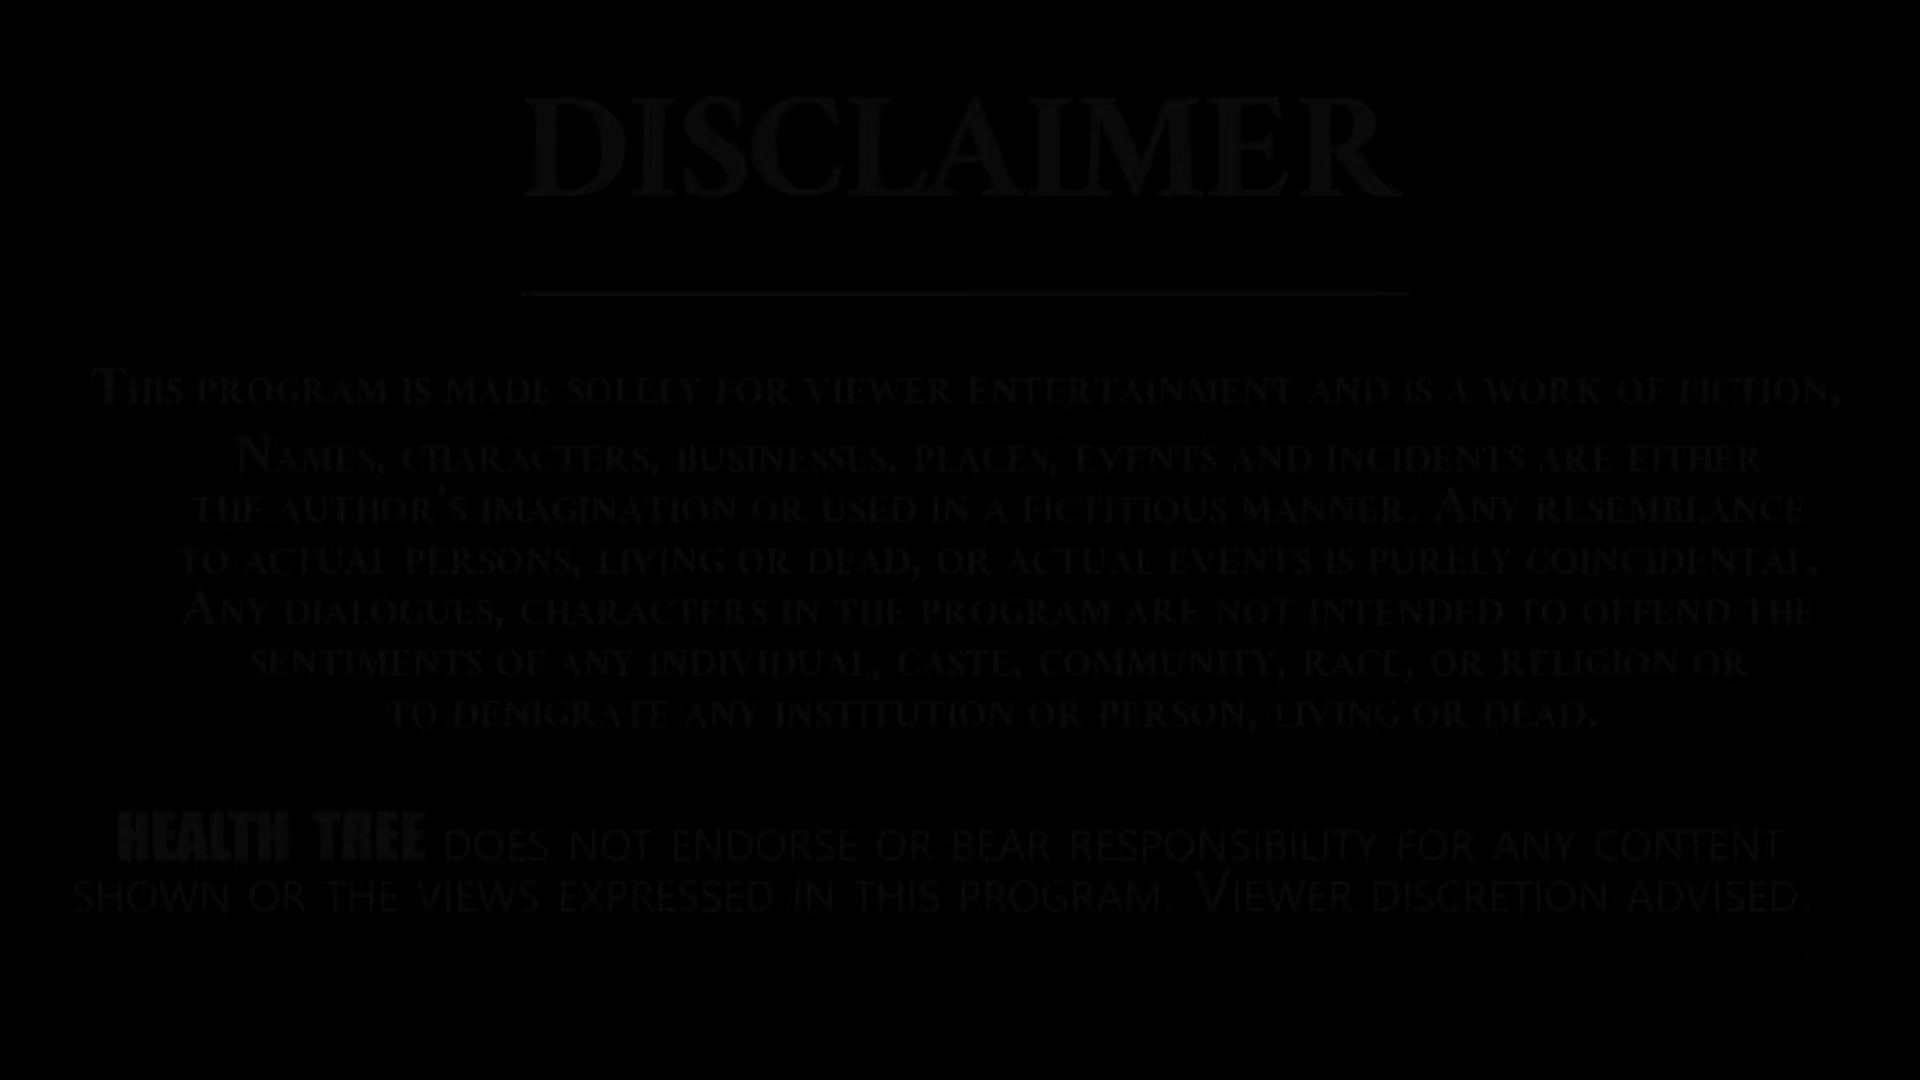 DISCLAIMER
THIS PROGRAM IS MADE SOLELY FOR VIEWER ENTERTAINMENT AND IS A WORK OF FICTION,
NAMES, CHARACTERS, BUSINESSES, PLACES, EVENTS AND INCIDENTS ARE EITHER
THE AUTHOR'S IMAGINATION OR USED IN A FICTITIOUS MANNER. ANY RESEMBLANCE
TO ACTUAL PERSONS, LIVING OR DEAD, OR ACTUAL EVENTS IS PURELY COINCIDENTAL.
ANY DIALOGUES, CHARACTERS IN THE PROGRAM ARE NOT INTENDED TO OFFEND THE
SENTIMENTS OF ANY INDIVIDUAL, CASTE, COMMUNITY, RACE, OR RELIGION OR
TO DENIGRATE ANY INSTITUTION OR PERSON, LIVING OR DEAD.
HEALTH TREE DOES NOT ENDORSE OR BEAR RESPONSIBILITY FOR ANY CONTENT
SHOWN OR THE VIEWS EXPRESSED IN THIS PROGRAM. VIEWER DISCRETION ADVISED.